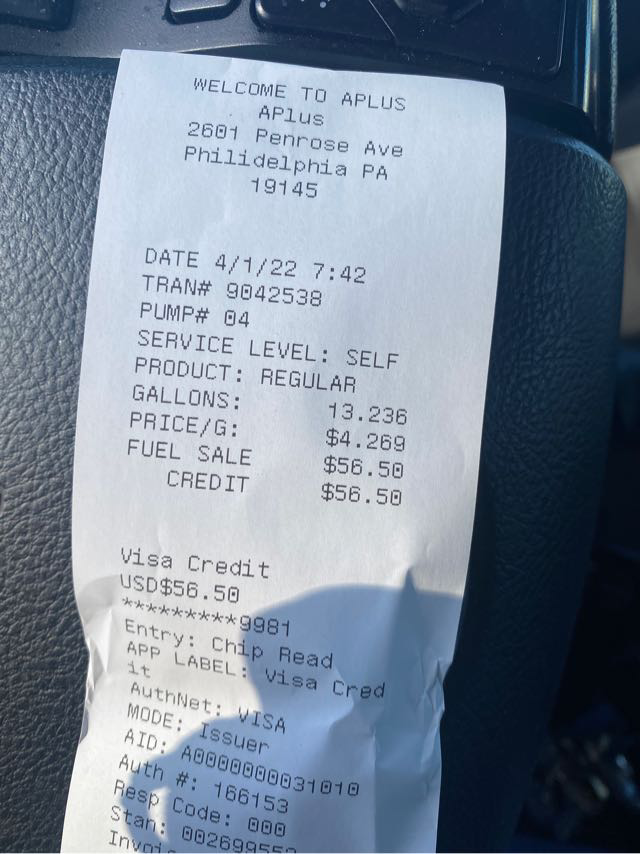 WELCOME TO APLUS
APlus
2601 Penrose Ave
Philidelphia PA
19145
DATE 4/1/22 7:42
TRAN# 9042538
PUMP# 04
SERVICE LEVEL: SELF
PRODUCT: REGULAR
GALLONS: 13.236
PRICE/G: $4.269
FUEL SALE $56.50
CREDIT $56.50
Visa Credit
USD$56.50
*********9981
Entry: Chip Read
APP LABEL: Visa Cred
it
AuthNet: VISA
MODE: Issuer
AID: A0000000031010
Auth #: 166153
Resp Code: 000
Stan: